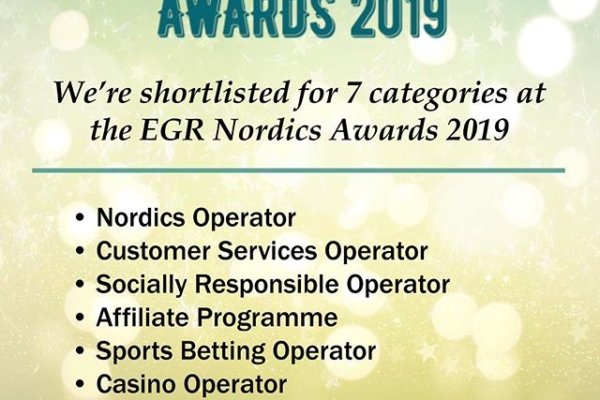 AWARDS 2019
We're shortlisted for 7 categories at
the EGR Nordics Awards 2019
• Nordics Operator
• Customer Services Operator
• Socially Responsible Operator
• Affiliate Programme
• Sports Betting Operator
• Casino Operator